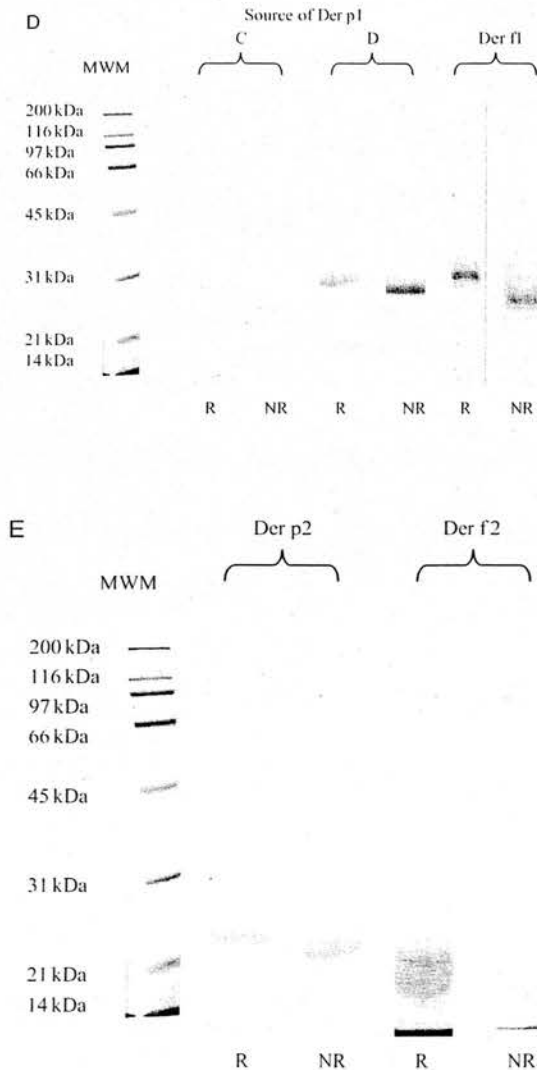 D
Source of Der p1
C D Der f1
MWM
200 kDa
116 kDa
97 kDa
66 kDa
45 kDa
31 kDa
21 kDa
14 kDa
R NR R NR R NR
E
Der p2 Der f2
MWM
200 kDa
116 kDa
97 kDa
66 kDa
45 kDa
31 kDa
21 kDa
14 kDa
R NR R NR